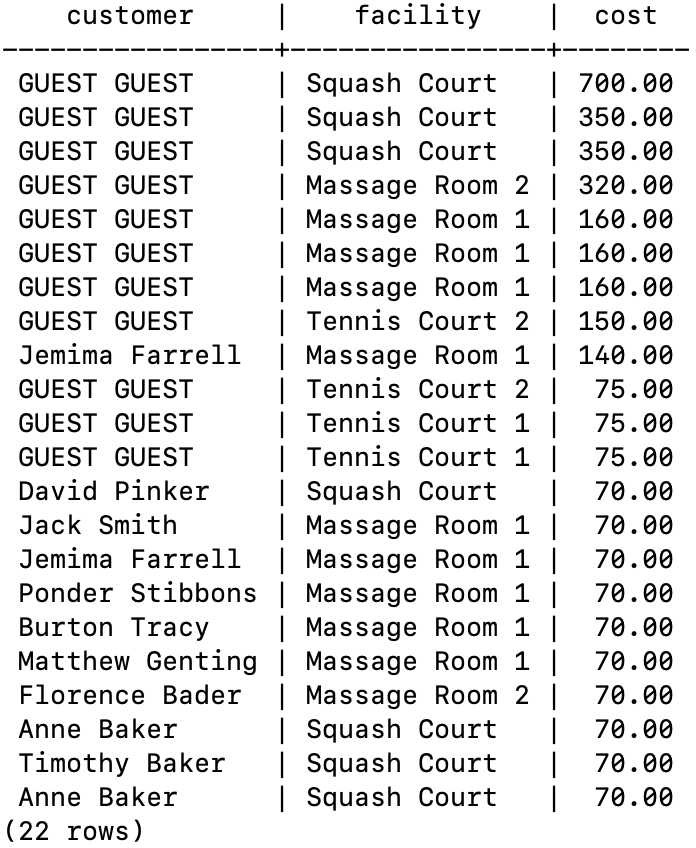 customer     |    facility    |  cost
-----------------+----------------+--------
 GUEST GUEST     | Squash Court   | 700.00
 GUEST GUEST     | Squash Court   | 350.00
 GUEST GUEST     | Squash Court   | 350.00
 GUEST GUEST     | Massage Room 2 | 320.00
 GUEST GUEST     | Massage Room 1 | 160.00
 GUEST GUEST     | Massage Room 1 | 160.00
 GUEST GUEST     | Massage Room 1 | 160.00
 GUEST GUEST     | Tennis Court 2 | 150.00
 Jemima Farrell  | Massage Room 1 | 140.00
 GUEST GUEST     | Tennis Court 2 |  75.00
 GUEST GUEST     | Tennis Court 1 |  75.00
 GUEST GUEST     | Tennis Court 1 |  75.00
 David Pinker    | Squash Court   |  70.00
 Jack Smith      | Massage Room 1 |  70.00
 Jemima Farrell  | Massage Room 1 |  70.00
 Ponder Stibbons | Massage Room 1 |  70.00
 Burton Tracy    | Massage Room 1 |  70.00
 Matthew Genting | Massage Room 1 |  70.00
 Florence Bader  | Massage Room 2 |  70.00
 Anne Baker      | Squash Court   |  70.00
 Timothy Baker   | Squash Court   |  70.00
 Anne Baker      | Squash Court   |  70.00
(22 rows)